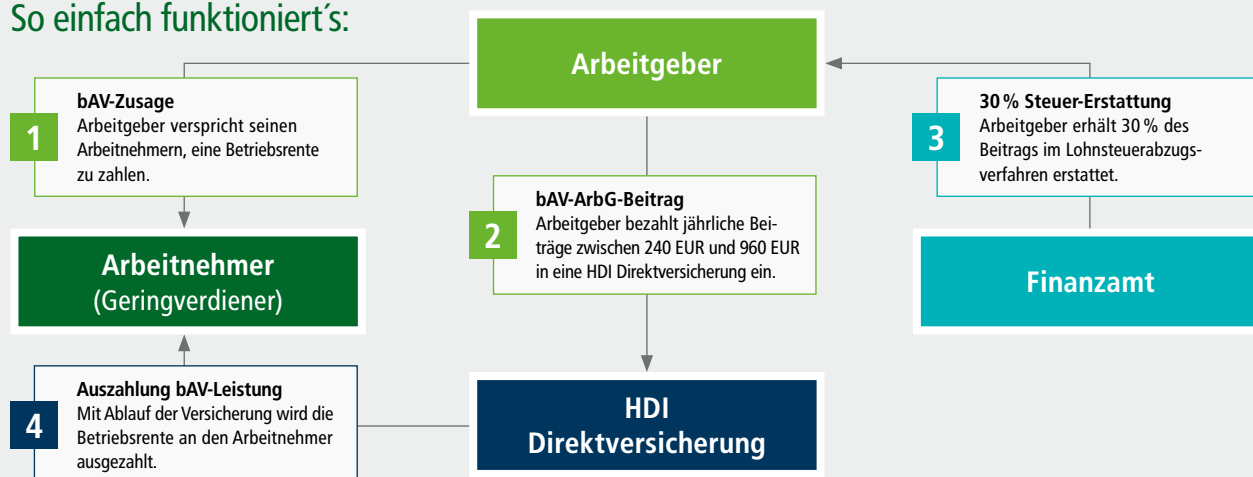 So einfach funktioniert´s:
Arbeitgeber
1
bAV-Zusage
Arbeitgeber verspricht seinen
Arbeitnehmern, eine Betriebsrente
zu zahlen.
3
30 % Steuer-Erstattung
Arbeitgeber erhält 30 % des
Beitrags im Lohnsteuerabzugs-
verfahren erstattet.
2
bAV-ArbG-Beitrag
Arbeitgeber bezahlt jährliche Bei-
träge zwischen 240 EUR und 960 EUR
in eine HDI Direktversicherung ein.
Arbeitnehmer
(Geringverdiener)
Finanzamt
4
Auszahlung bAV-Leistung
Mit Ablauf der Versicherung wird die
Betriebsrente an den Arbeitnehmer
ausgezahlt.
HDI
Direktversicherung